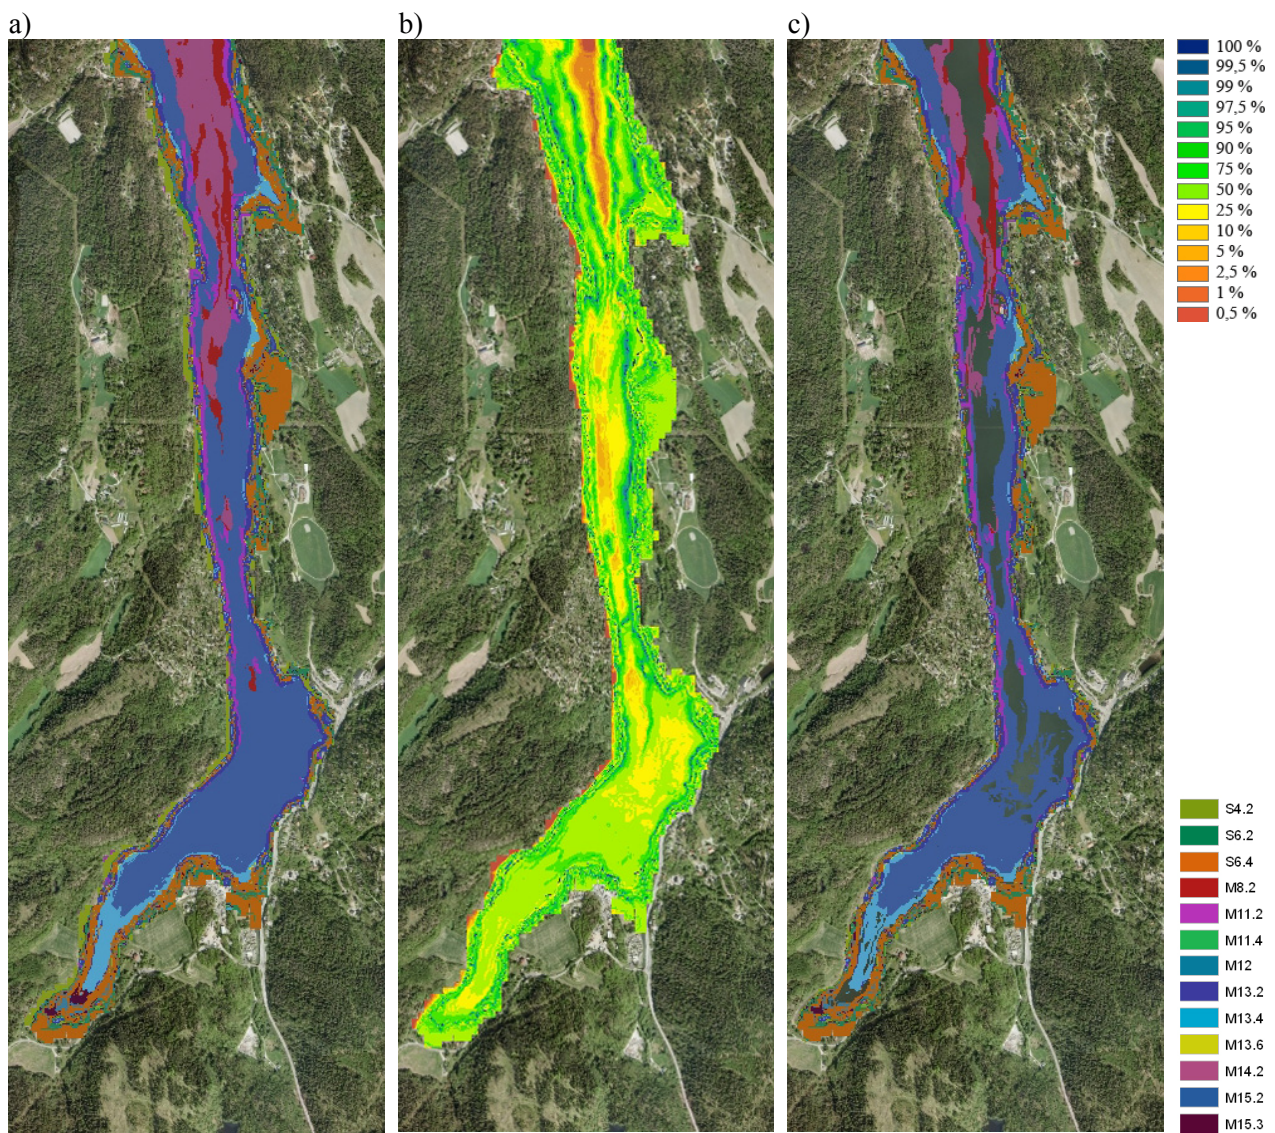 a)
b)
c)
100 %
99,5 %
99 %
97,5 %
95 %
90 %
75 %
50 %
25 %
10 %
5 %
2,5 %
1 %
0,5 %
S4.2
S6.2
S6.4
M8.2
M11.2
M11.4
M12
M13.2
M13.4
M13.6
M14.2
M15.2
M15.3